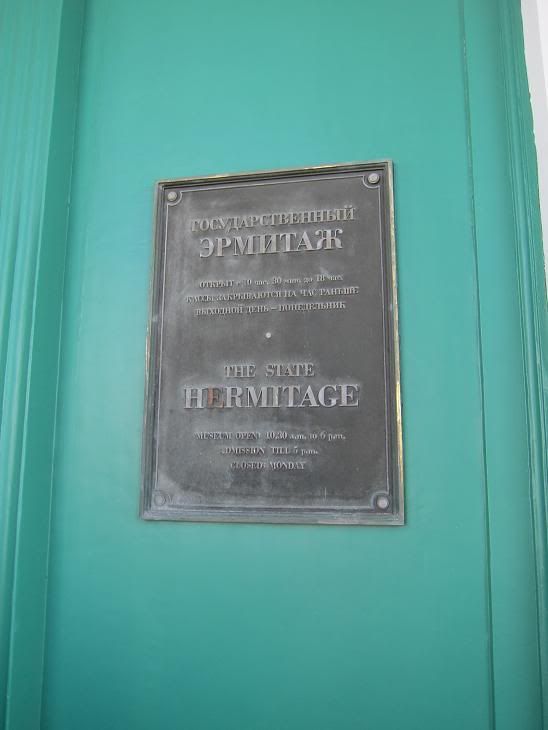 ГОСУДАРСТВЕННЫЙ
ЭРМИТАЖ
ОТКРЫТ с 10 час. 30 мин. до 18 час.
КАССЫ ЗАКРЫВАЮТСЯ НА ЧАС РАНЬШЕ
ВЫХОДНОЙ ДЕНЬ – ПОНЕДЕЛЬНИК
THE STATE
HERMITAGE
MUSEUM OPEN: 10.30 a.m. to 6 p.m.
ADMISSION TILL 5 p.m.
CLOSED: MONDAY